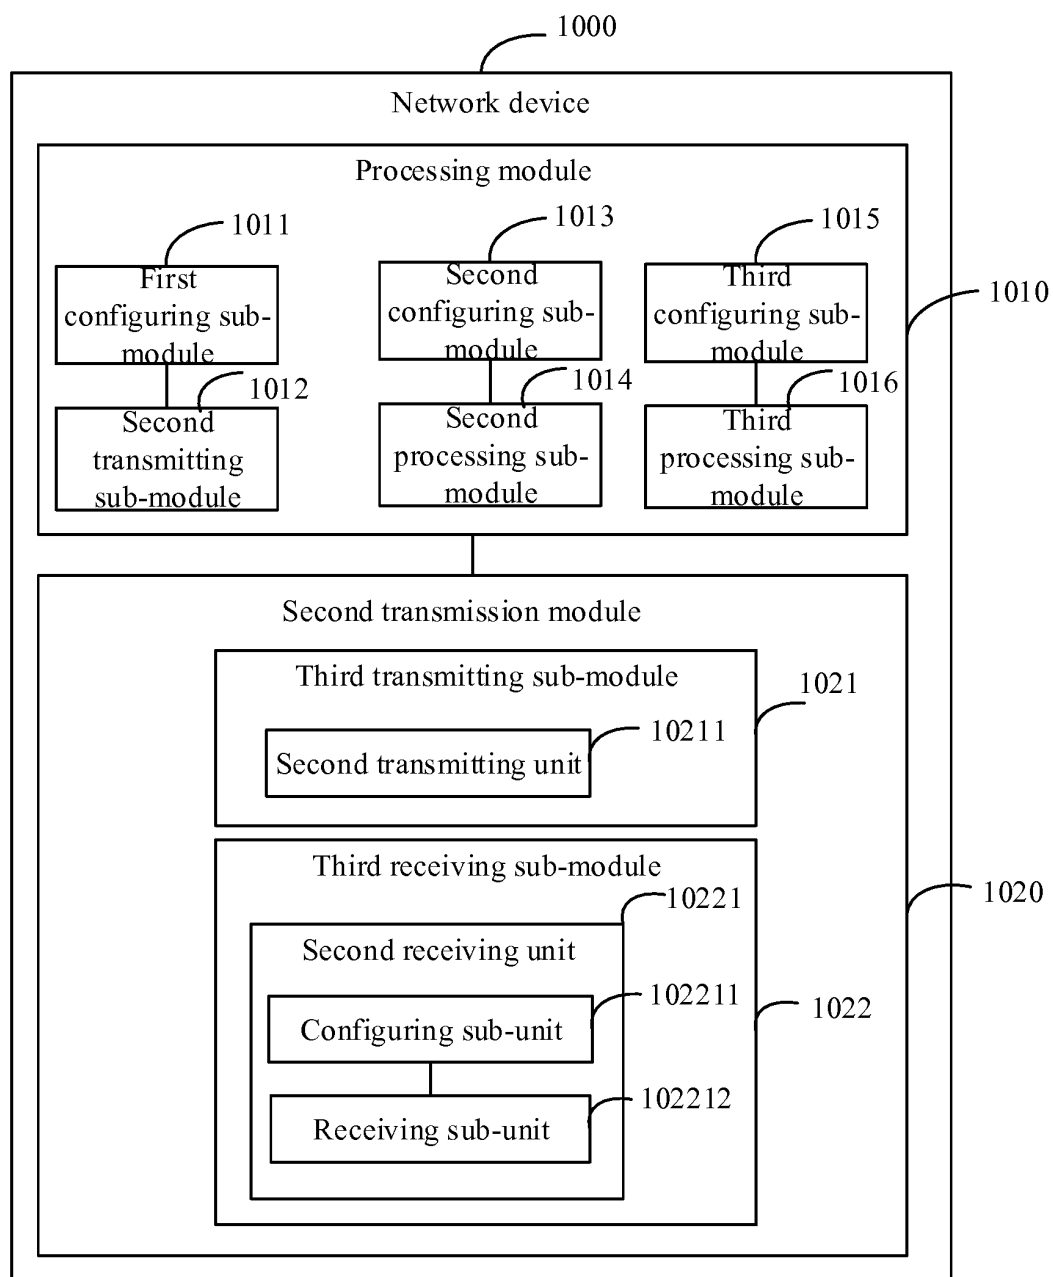 1000
Network device
Processing module
1011
1013
1015
First
configuring sub-
module
Second
configuring sub-
module
Third
configuring sub-
module
1010
1012
1014
1016
Second
transmitting
sub-module
Second
processing sub-
module
Third
processing sub-
module
Second transmission module
Third transmitting sub-module
1021
10211
Second transmitting unit
Third receiving sub-module
10221
1020
Second receiving unit
102211
1022
Configuring sub-unit
102212
Receiving sub-unit